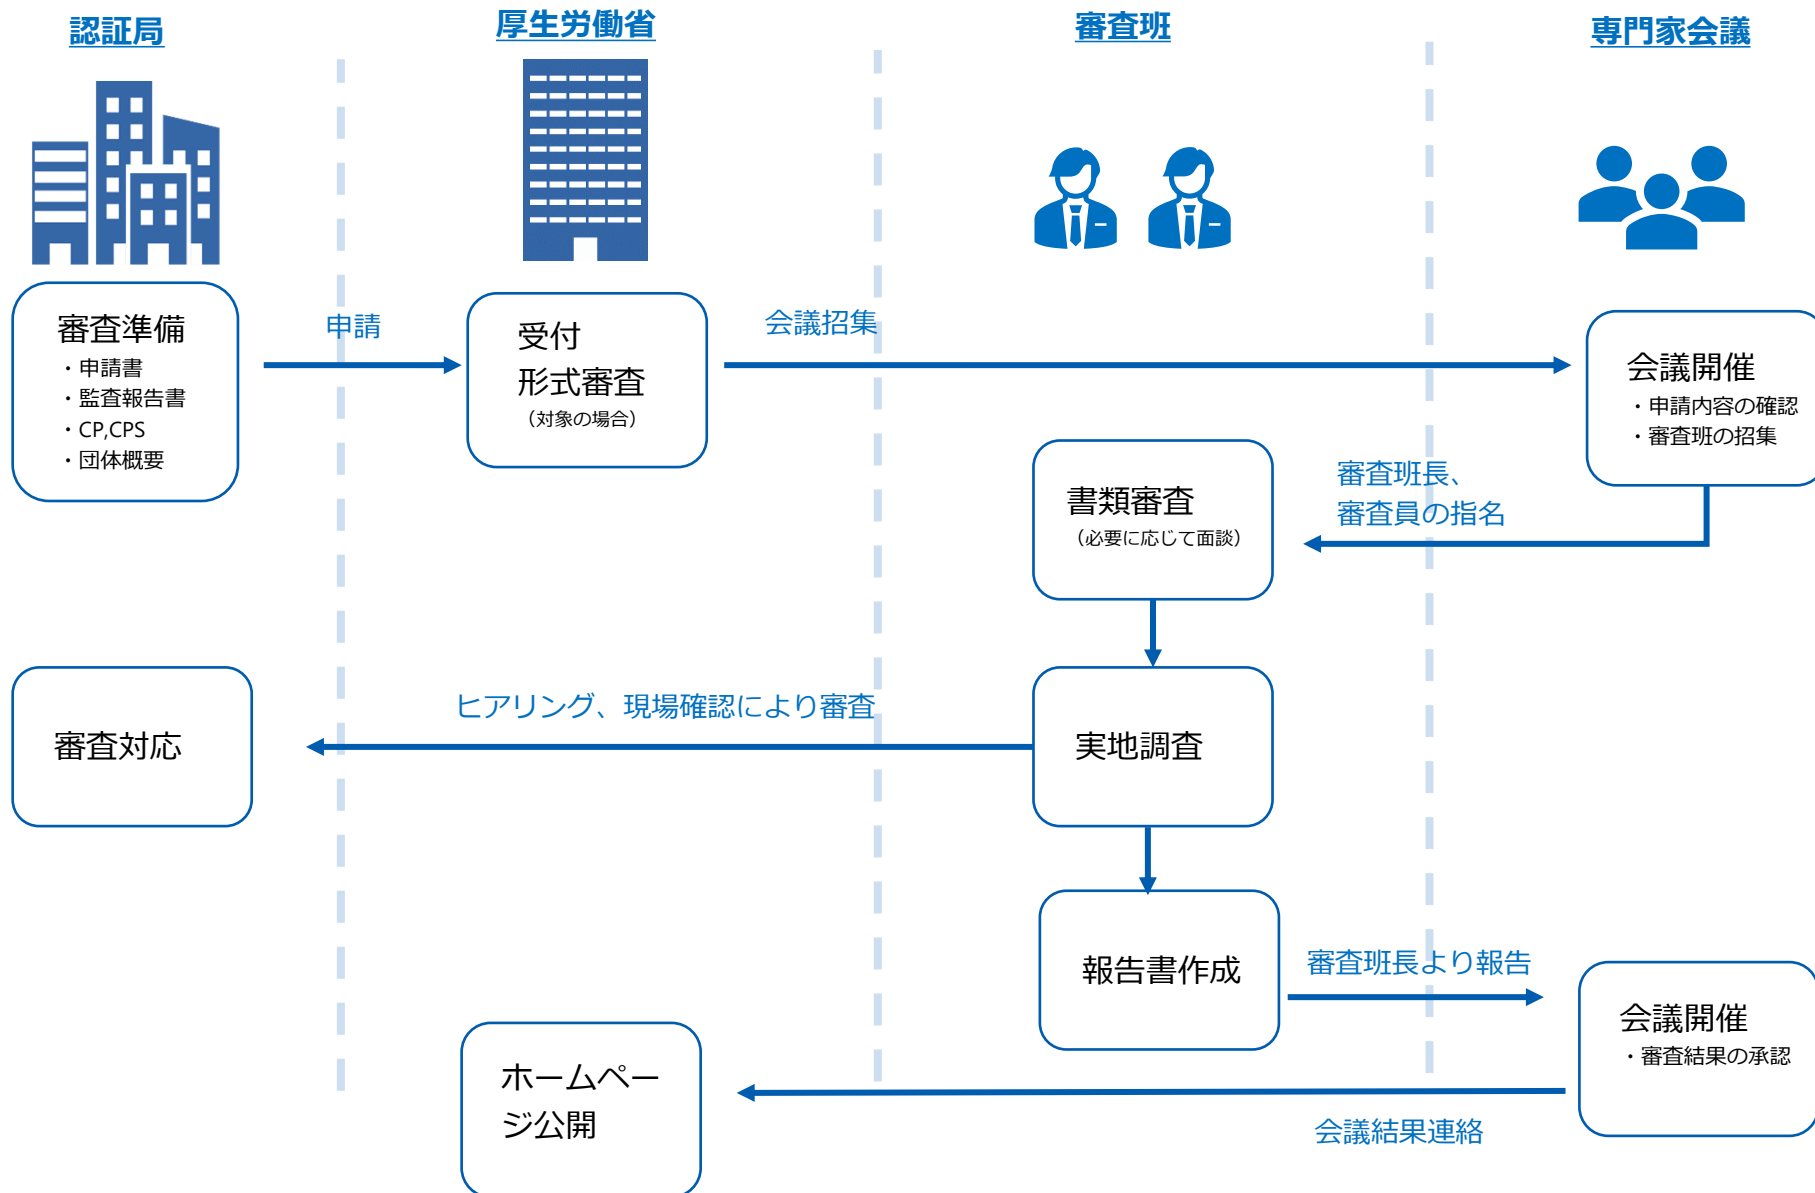 認証局
厚生労働省
審査班
専門家会議
審査準備
・申請書
・監査報告書
・CP,CPS
・団体概要
申請
受付
形式審査
（対象の場合）
会議招集
会議開催
・申請内容の確認
・審査班の招集
審査班長、
審査員の指名
書類審査
（必要に応じて面談）
実地調査
ヒアリング、現場確認により審査
審査対応
報告書作成
審査班長より報告
会議開催
・審査結果の承認
会議結果連絡
ホームペー
ジ公開